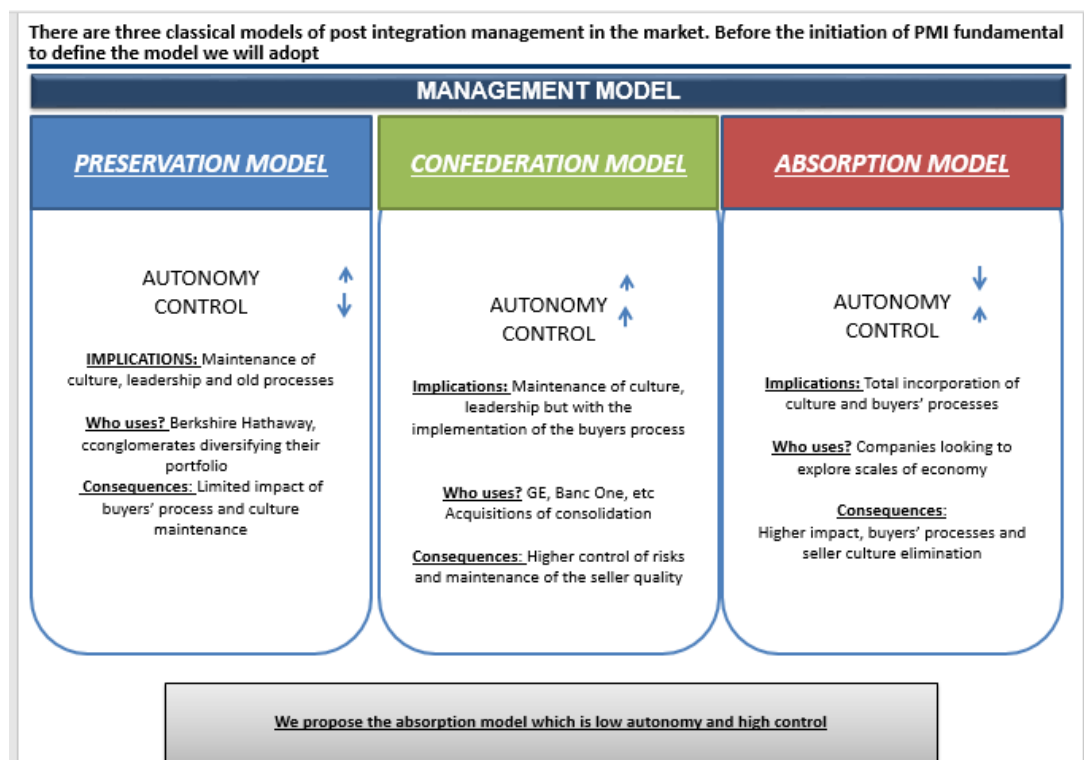 There are three classical models of post integration management in the market. Before the initiation of PMI fundamental
to define the model we will adopt
MANAGEMENT MODEL
PRESERVATION MODEL
AUTONOMY
CONTROL
IMPLICATIONS: Maintenance of
culture, leadership and old processes
Who uses? Berkshire Hathaway,
cconglomerates diversifying their
portfolio
Consequences: Limited impact of
buyers' process and culture
maintenance
CONFEDERATION MODEL
AUTONOMY
CONTROL
Implications: Maintenance of culture,
leadership but with the
implementation of the buyers process
Who uses? GE, Banc One, etc
Acquisitions of consolidation
Consequences: Higher control of risks
and maintenance of the seller quality
ABSORPTION MODEL
AUTONOMY
CONTROL
Implications: Total incorporation of
culture and buyers' processes
Who uses? Companies looking to
explore scales of economy
Consequences:
Higher impact, buyers' processes and
seller culture elimination
We propose the absorption model which is low autonomy and high control